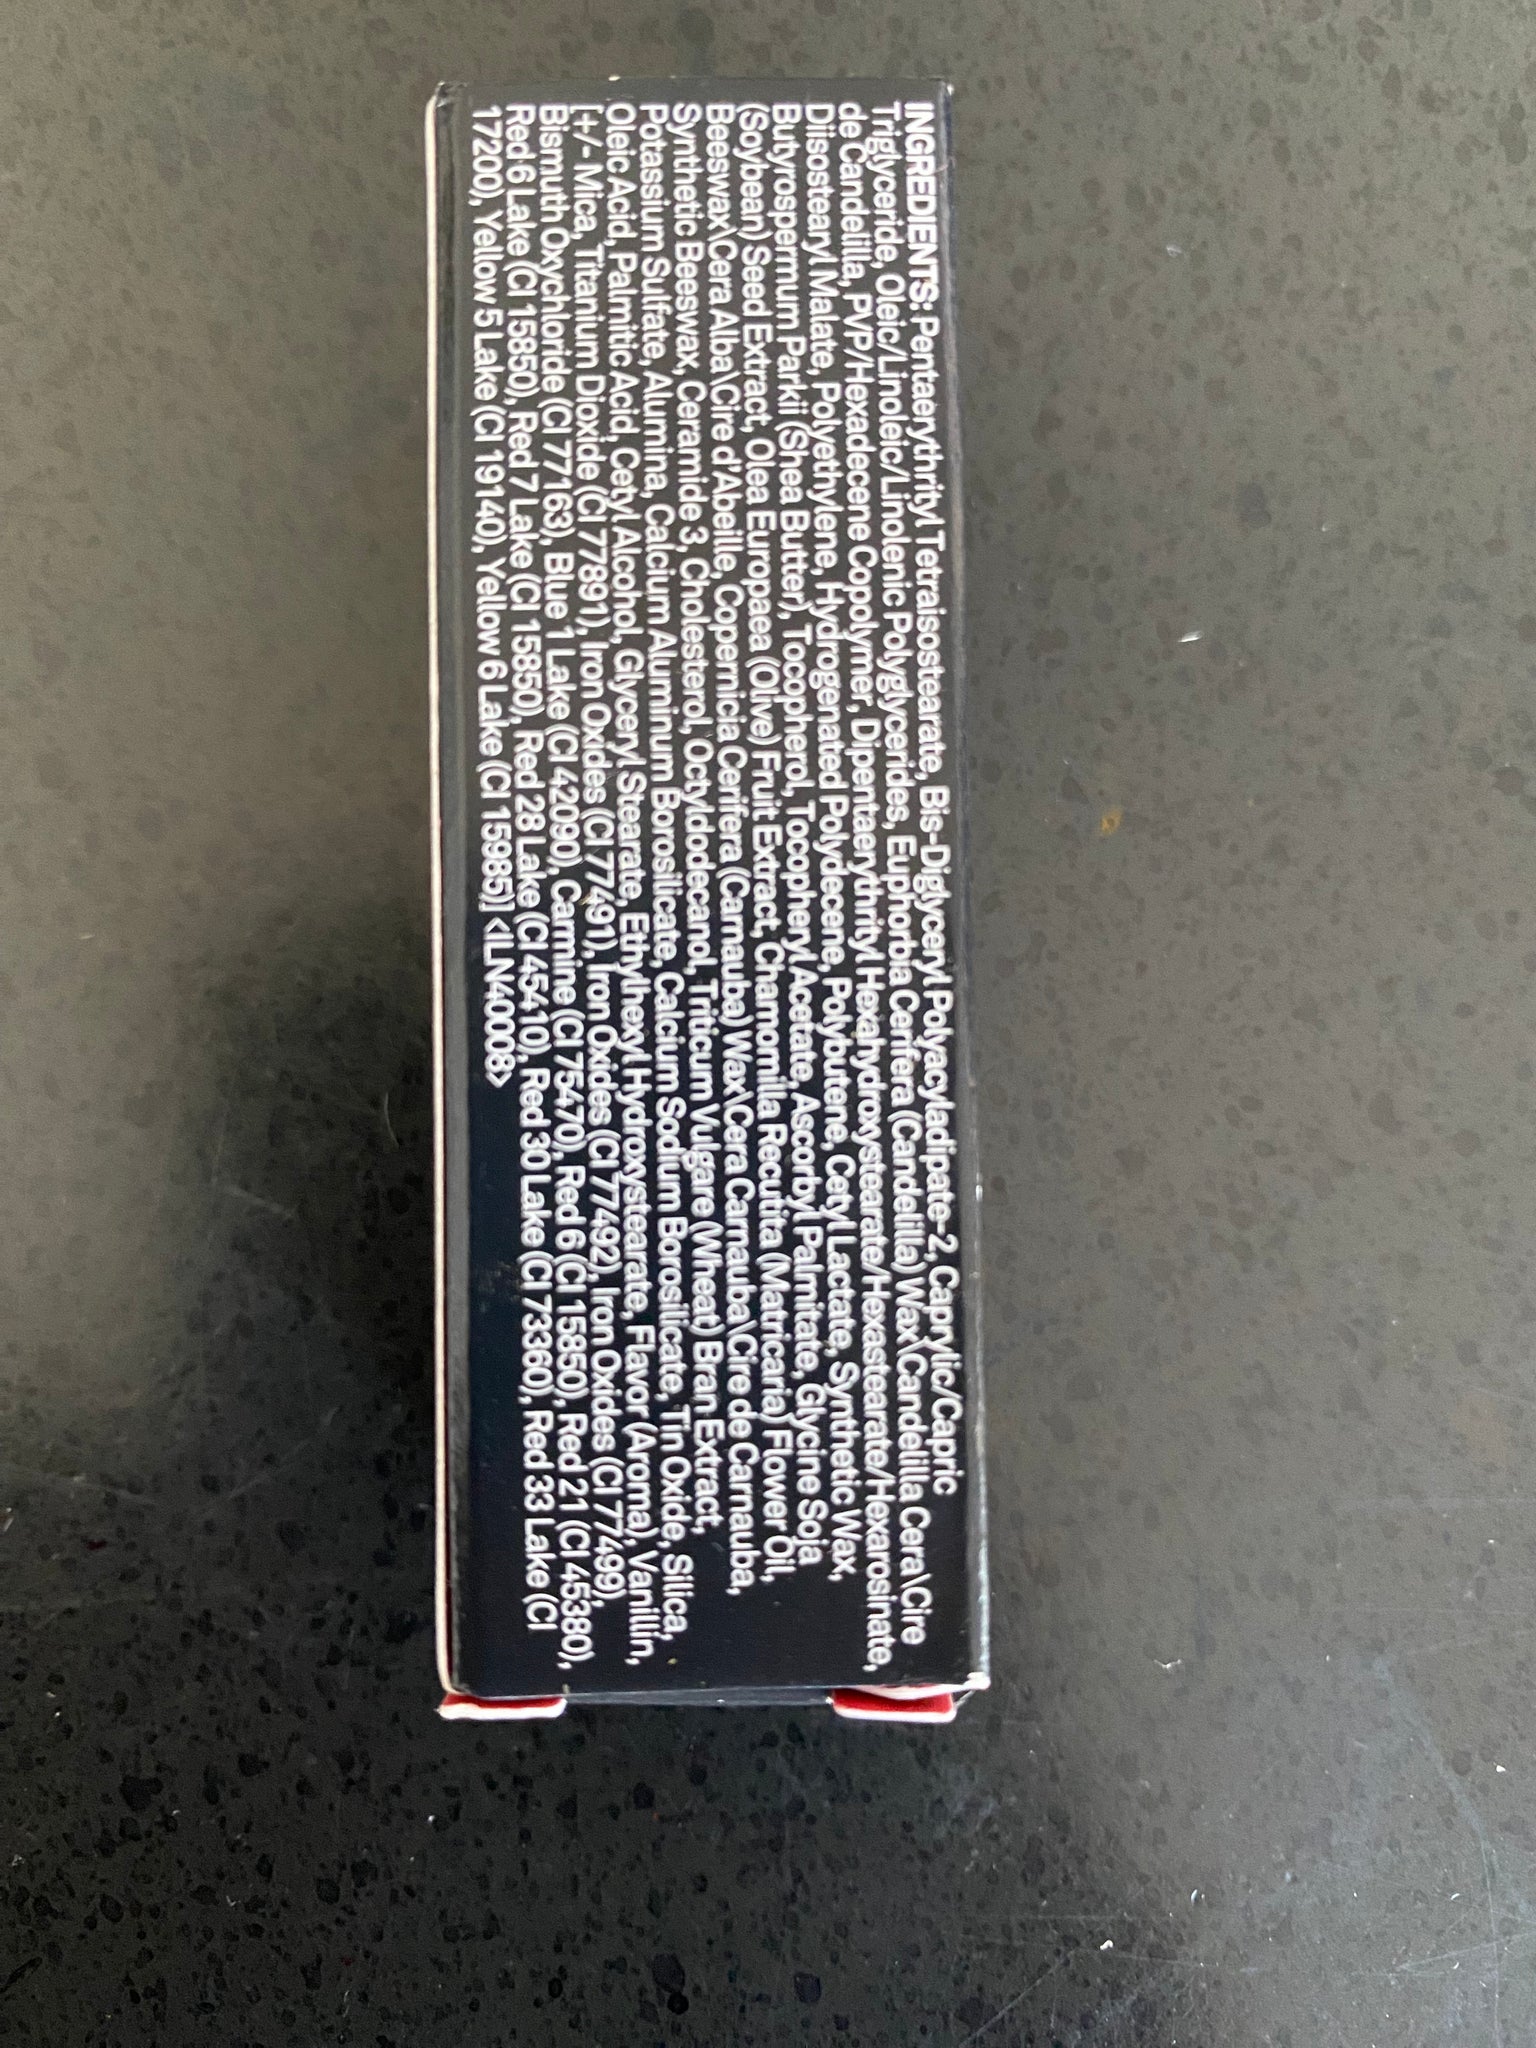 INGREDIENTS: Pentaerythrityl Tetraisostearate, Bis-Diglyceryl Polyacyladipate-2, Caprylic/Capric
Triglyceride, Oleic/Linoleic/Linolenic Polyglycerides, Euphorbia Cerifera (Candelilla) Wax\Candelilla Cera\Cire
de Candelilla, PVP/Hexadecene Copolymer, Dipentaerythrityl Hexahydroxystearate/Hexastearate/Hexarosinate,
Diisostearyl Malate, Polyethylene, Hydrogenated Polydecene, Polybutene, Cetyl Lactate, Synthetic Wax,
Butyrospermum Parkii (Shea Butter), Tocopherol, Tocopheryl Acetate, Ascorbyl Palmitate, Glycine Soja
(Soybean) Seed Extract, Olea Europaea (Olive) Fruit Extract, Chamomilla Recutita (Matricaria) Flower Oil,
Beeswax\Cera Alba\Cire d'Abeille, Copernicia Cerifera (Carnauba) Wax\Cera Carnauba\Cire de Carnauba,
Synthetic Beeswax, Ceramide 3, Cholesterol, Octyldodecanol, Triticum Vulgare (Wheat) Bran Extract,
Potassium Sulfate, Alumina, Calcium Aluminum Borosilicate, Calcium Sodium Borosilicate, Tin Oxide, Silica,
Oleic Acid, Palmitic Acid, Cetyl Alcohol, Glyceryl Stearate, Ethylhexyl Hydroxystearate, Flavor (Aroma), Vanillin,
[+/- Mica, Titanium Dioxide (CI 77891), Iron Oxides (CI 77491), Iron Oxides (CI 77492), Iron Oxides (CI 77499),
Bismuth Oxychloride (CI 77163), Blue 1 Lake (CI 42090), Carmine (CI 75470), Red 6 (CI 15850), Red 21 (CI 45380),
Red 6 Lake (CI 15850), Red 7 Lake (CI 15850), Red 28 Lake (CI 45410), Red 30 Lake (CI 73360), Red 33 Lake (CI
17200), Yellow 5 Lake (CI 19140), Yellow 6 Lake (CI 15985)] <ILN40008>